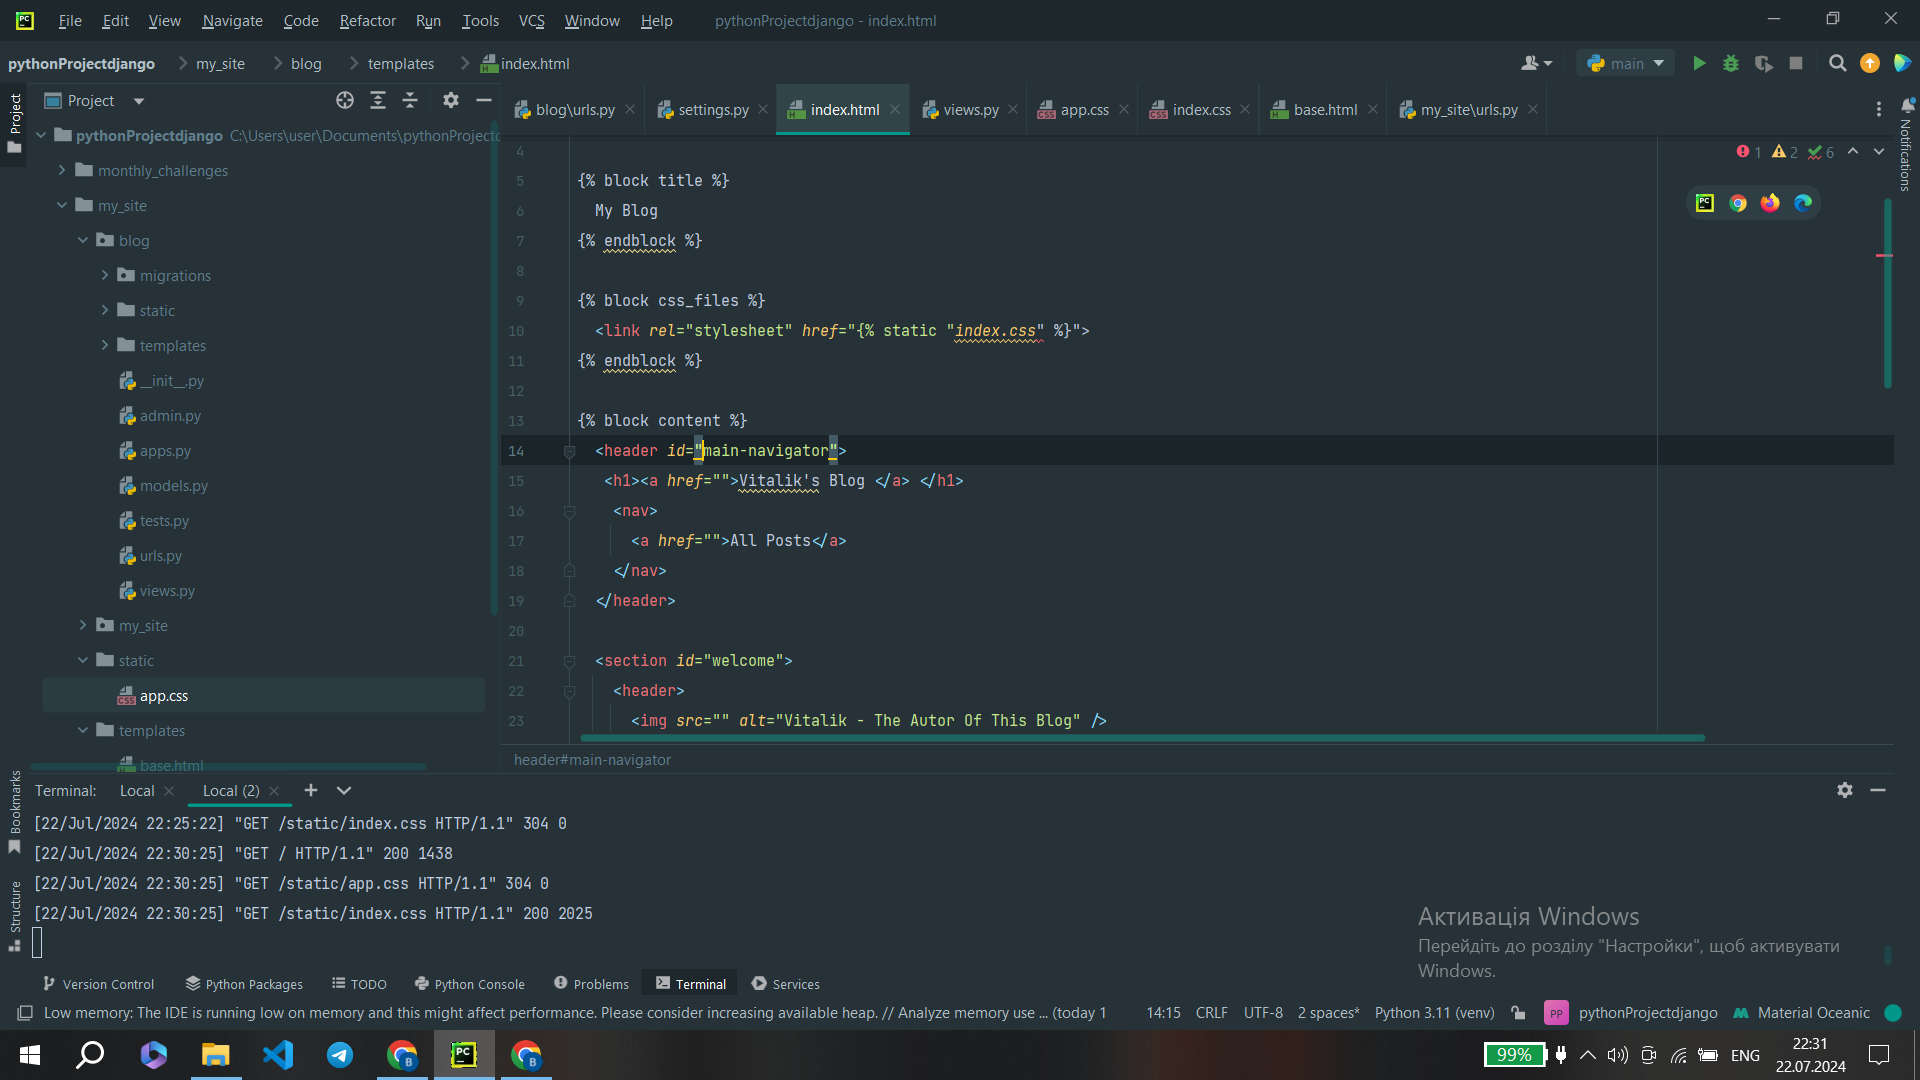 PC File Edit View Navigate Code Refactor Run Tools VCS Window Help pythonProjectdjango - index.html
pythonProjectdjango my_site blog templates index.html main
Project
blog\urls.py settings.py index.html views.py app.css index.css base.html my_site\urls.py
Project
Notifications
pythonProjectdjango C:\Users\user\Documents\pythonProjectc
monthly_challenges
my_site
blog
migrations
static
templates
__init__.py
admin.py
apps.py
models.py
tests.py
urls.py
views.py
my_site
static
app.css
templates
base.html
1 2 6
4
5 {% block title %}
6 My Blog
7 {% endblock %}
8
9 {% block css_files %}
10 <link rel="stylesheet" href="{% static "index.css" %}">
11 {% endblock %}
12
13 {% block content %}
14 <header id="main-navigator">
15 <h1><a href="">Vitalik's Blog </a> </h1>
16 <nav>
17 <a href="">All Posts</a>
18 </nav>
19 </header>
20
21 <section id="welcome">
22 <header>
23 <img src="" alt="Vitalik - The Autor Of This Blog" />
header#main-navigator
Bookmarks
Structure
Terminal: Local Local (2)
[22/Jul/2024 22:25:22] "GET /static/index.css HTTP/1.1" 304 0
[22/Jul/2024 22:30:25] "GET / HTTP/1.1" 200 1438
[22/Jul/2024 22:30:25] "GET /static/app.css HTTP/1.1" 304 0
[22/Jul/2024 22:30:25] "GET /static/index.css HTTP/1.1" 200 2025
Активація Windows
Перейдіть до розділу "Настройки", щоб активувати
Windows.
Version Control Python Packages TODO Python Console Problems Terminal Services
Low memory: The IDE is running low on memory and this might affect performance. Please consider increasing available heap. // Analyze memory use ... (today 1 14:15 CRLF UTF-8 2 spaces* Python 3.11 (venv) PP pythonProjectdjango Material Oceanic
99% ENG 22:31
22.07.2024